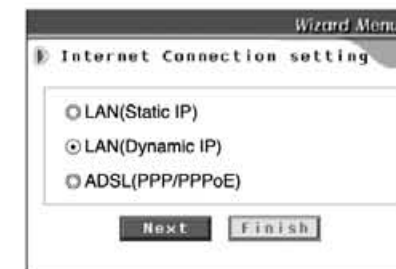 Wizard Menu
Internet Connection setting
LAN(Static IP)
LAN(Dynamic IP)
ADSL(PPP/PPPoE)
Next Finish